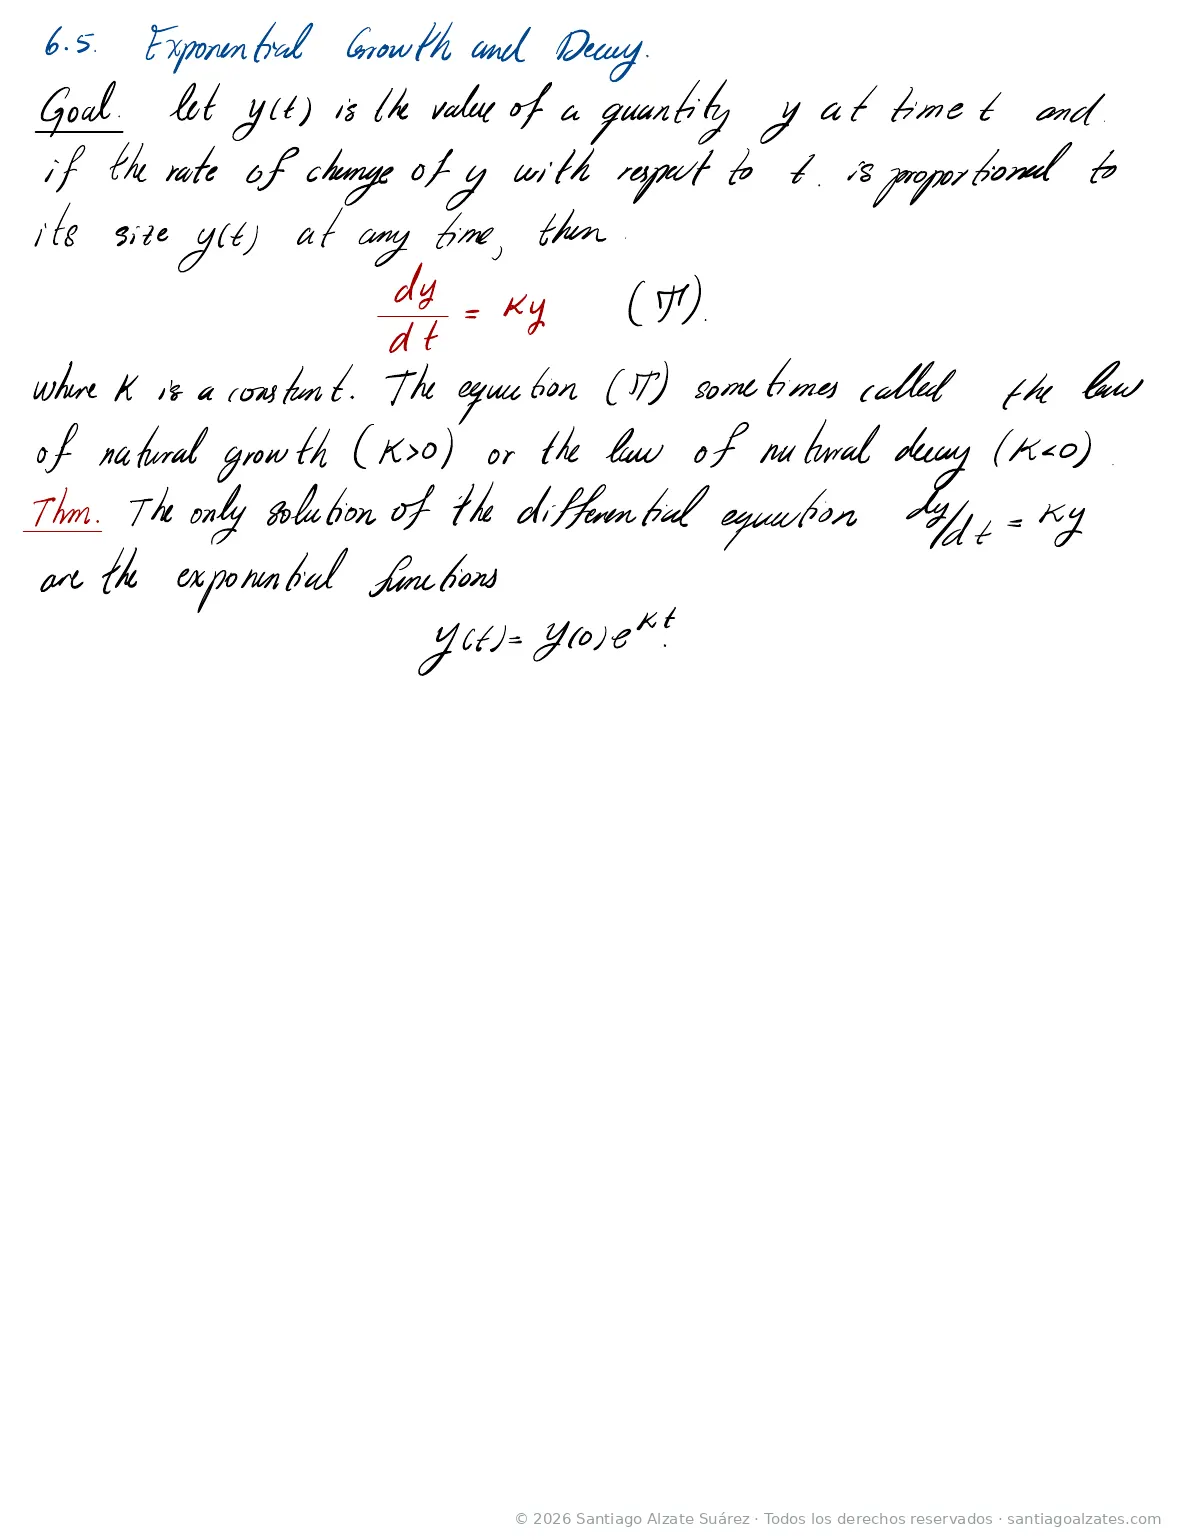 6.5. Exponential Growth and Decay.
Goal. let y(t) is the value of a quantity y at time t and
if the rate of change of y with respect to t. is proportional to
its size y(t) at any time, then
dy/dt = Ky (π).
where K is a constant. The equation (π) sometimes called the law
of natural growth (K>0) or the law of natural decay (K<0)
Thm. The only solution of the differential equation dy/dt = Ky
are the exponential functions
y(t) = y(0) e^{Kt}.
© 2026 Santiago Alzate Suárez · Todos los derechos reservados · santiagoalzates.com